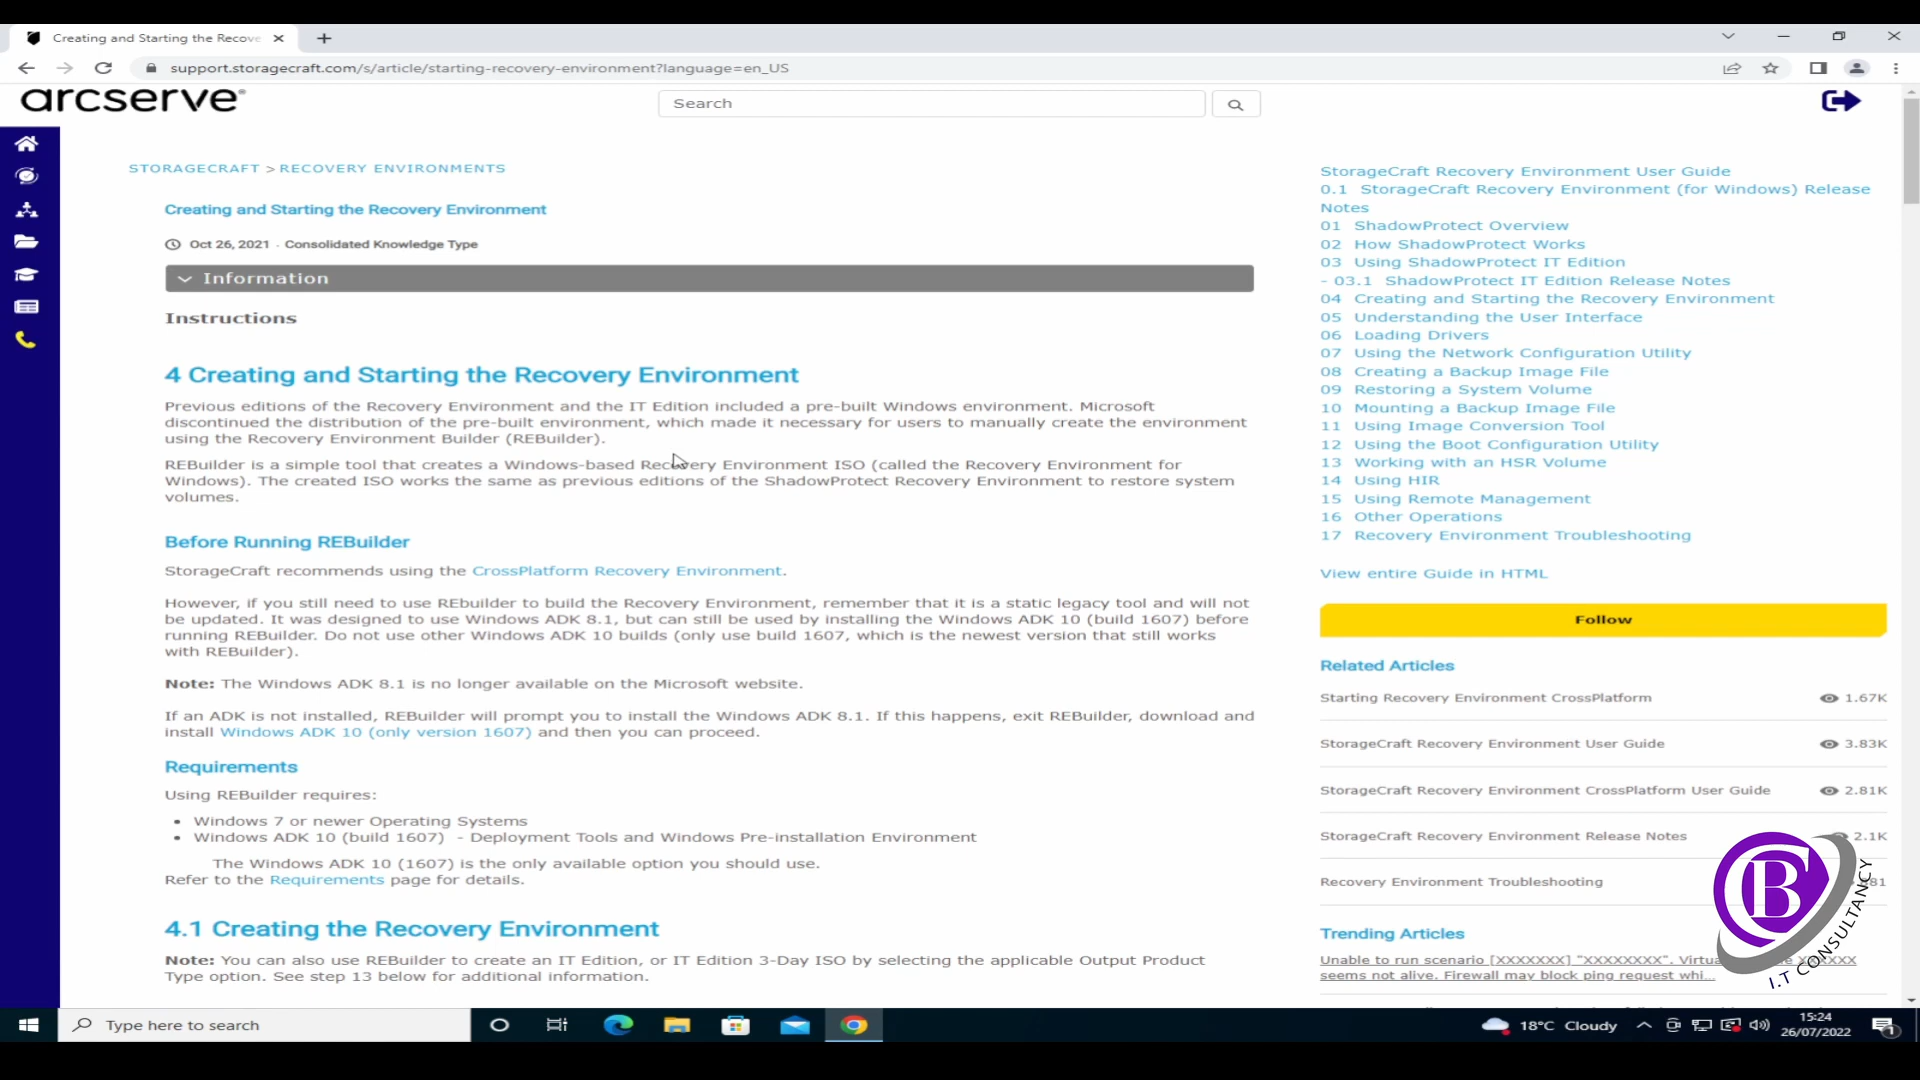 Creating and Starting the Recove
support.storagecraft.com/s/article/starting-recovery-environment?language=en_US
arcserve®
Search
STORAGECRAFT > RECOVERY ENVIRONMENTS
Creating and Starting the Recovery Environment
Oct 26, 2021 · Consolidated Knowledge Type
Information
Instructions
4 Creating and Starting the Recovery Environment
Previous editions of the Recovery Environment and the IT Edition included a pre-built Windows environment. Microsoft
discontinued the distribution of the pre-built environment, which made it necessary for users to manually create the environment
using the Recovery Environment Builder (REBuilder).
REBuilder is a simple tool that creates a Windows-based Recovery Environment ISO (called the Recovery Environment for
Windows). The created ISO works the same as previous editions of the ShadowProtect Recovery Environment to restore system
volumes.
Before Running REBuilder
StorageCraft recommends using the CrossPlatform Recovery Environment.
However, if you still need to use REbuilder to build the Recovery Environment, remember that it is a static legacy tool and will not
be updated. It was designed to use Windows ADK 8.1, but can still be used by installing the Windows ADK 10 (build 1607) before
running REBuilder. Do not use other Windows ADK 10 builds (only use build 1607, which is the newest version that still works
with REBuilder).
Note: The Windows ADK 8.1 is no longer available on the Microsoft website.
If an ADK is not installed, REBuilder will prompt you to install the Windows ADK 8.1. If this happens, exit REBuilder, download and
install Windows ADK 10 (only version 1607) and then you can proceed.
Requirements
Using REBuilder requires:
• Windows 7 or newer Operating Systems
• Windows ADK 10 (build 1607) - Deployment Tools and Windows Pre-installation Environment
The Windows ADK 10 (1607) is the only available option you should use.
Refer to the Requirements page for details.
4.1 Creating the Recovery Environment
Note: You can also use REBuilder to create an IT Edition, or IT Edition 3-Day ISO by selecting the applicable Output Product
Type option. See step 13 below for additional information.
StorageCraft Recovery Environment User Guide
0.1 StorageCraft Recovery Environment (for Windows) Release
Notes
01 ShadowProtect Overview
02 How ShadowProtect Works
03 Using ShadowProtect IT Edition
- 03.1 ShadowProtect IT Edition Release Notes
04 Creating and Starting the Recovery Environment
05 Understanding the User Interface
06 Loading Drivers
07 Using the Network Configuration Utility
08 Creating a Backup Image File
09 Restoring a System Volume
10 Mounting a Backup Image File
11 Using Image Conversion Tool
12 Using the Boot Configuration Utility
13 Working with an HSR Volume
14 Using HIR
15 Using Remote Management
16 Other Operations
17 Recovery Environment Troubleshooting
View entire Guide in HTML
Follow
Related Articles
Starting Recovery Environment CrossPlatform 1.67K
StorageCraft Recovery Environment User Guide 3.83K
StorageCraft Recovery Environment CrossPlatform User Guide 2.81K
StorageCraft Recovery Environment Release Notes 2.1K
Recovery Environment Troubleshooting
Trending Articles
Unable to run scenario [XXXXXXX] "XXXXXXXX". XXXXXX
seems not alive. Firewall may block ping request whi...
CB
I.T CONSULTANCY
Type here to search
18°C Cloudy
15:24
26/07/2022
1